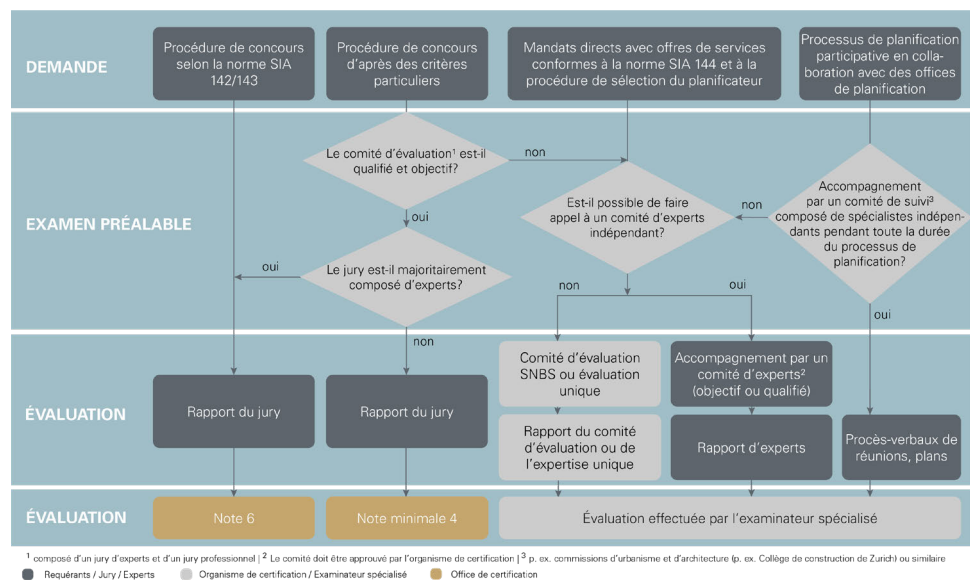 DEMANDE
Procédure de concours
selon la norme SIA
142/143
Procédure de concours
d'après des critères
particuliers
Mandats directs avec offres de services
conformes à la norme SIA 144 et à la
procédure de sélection du planificateur
Processus de planification
participative en colla-
boration avec des offices
de planification
EXAMEN PRÉALABLE
Le comité d'évaluation¹ est-il
qualifié et objectif?
non
oui
Est-il possible de faire
appel à un comité d'experts
indépendant?
non
Accompagnement
par un comité de suivi³
composé de spécialistes indépen-
dants pendant toute la durée
du processus de
planification?
oui
Le jury est-il majoritairement
composé d'experts?
non
oui
oui
non
ÉVALUATION
Rapport du jury
Rapport du jury
Comité d'évaluation
SNBS ou évaluation
unique
Accompagnement par un
comité d'experts²
(objectif ou qualifié)
Rapport du comité
d'évaluation ou de
l'expertise unique
Rapport d'experts
Procès-verbaux de
réunions, plans
ÉVALUATION
Note 6
Note minimale 4
Évaluation effectuée par l'examinateur spécialisé
¹ composé d'un jury d'experts et d'un jury professionnel | ² Le comité doit être approuvé par l'organisme de certification | ³ p. ex. commissions d'urbanisme et d'architecture (p. ex. Collège de construction de Zurich) ou similaire
Requérants / Jury / Experts
Organisme de certification / Examinateur spécialisé
Office de certification